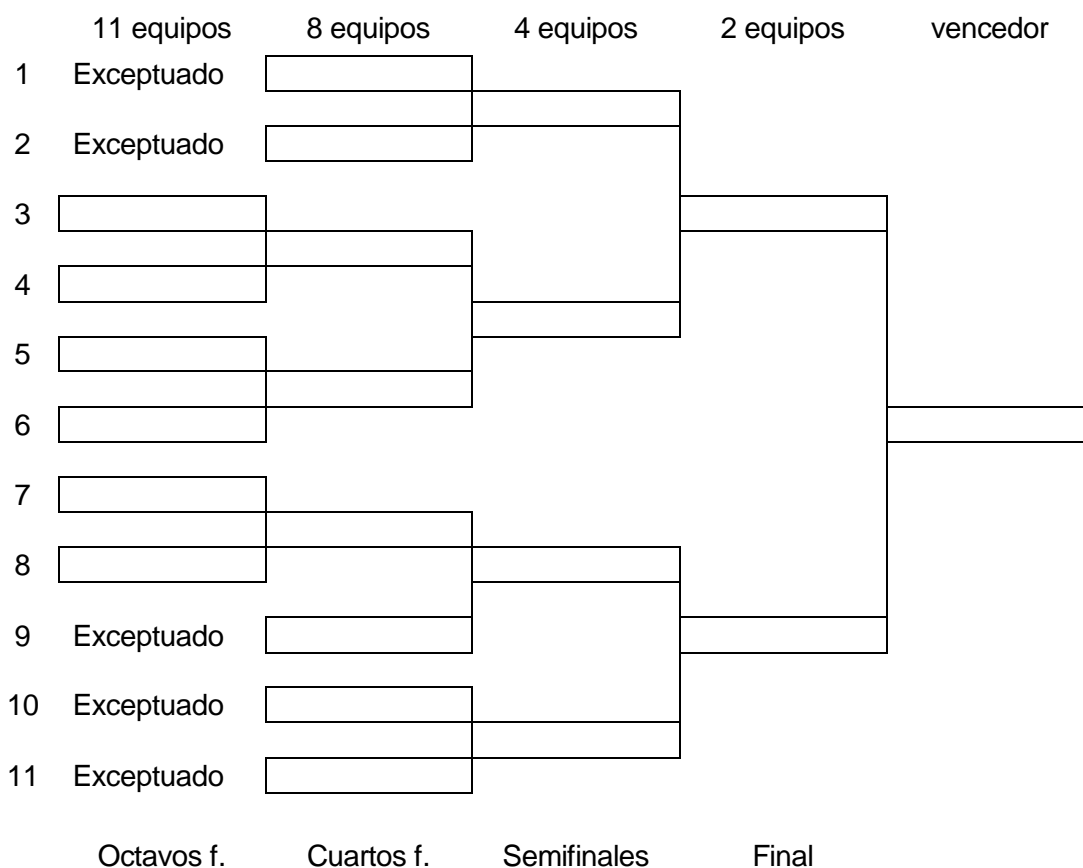 11 equipos 8 equipos 4 equipos 2 equipos vencedor
1 Exceptuado
2 Exceptuado
3
4
5
6
7
8
9 Exceptuado
10 Exceptuado
11 Exceptuado
Octavos f. Cuartos f. Semifinales Final